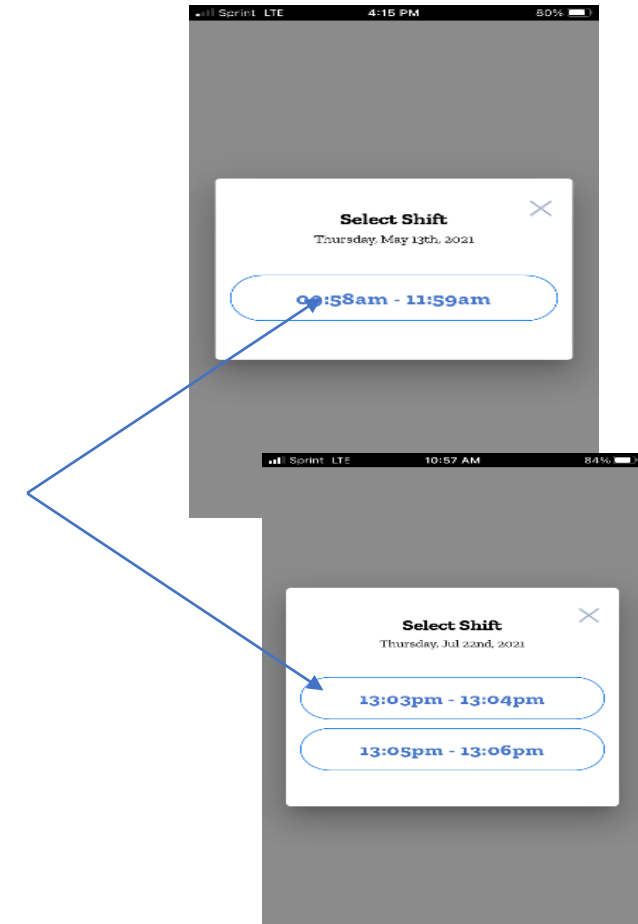 Sprint LTE 4:15 PM 80%
Select Shift
Thursday, May 13th, 2021
09:58am - 11:59am
Sprint LTE 10:57 AM 84%
Select Shift
Thursday, Jul 22nd, 2021
13:03pm - 13:04pm
13:05pm - 13:06pm